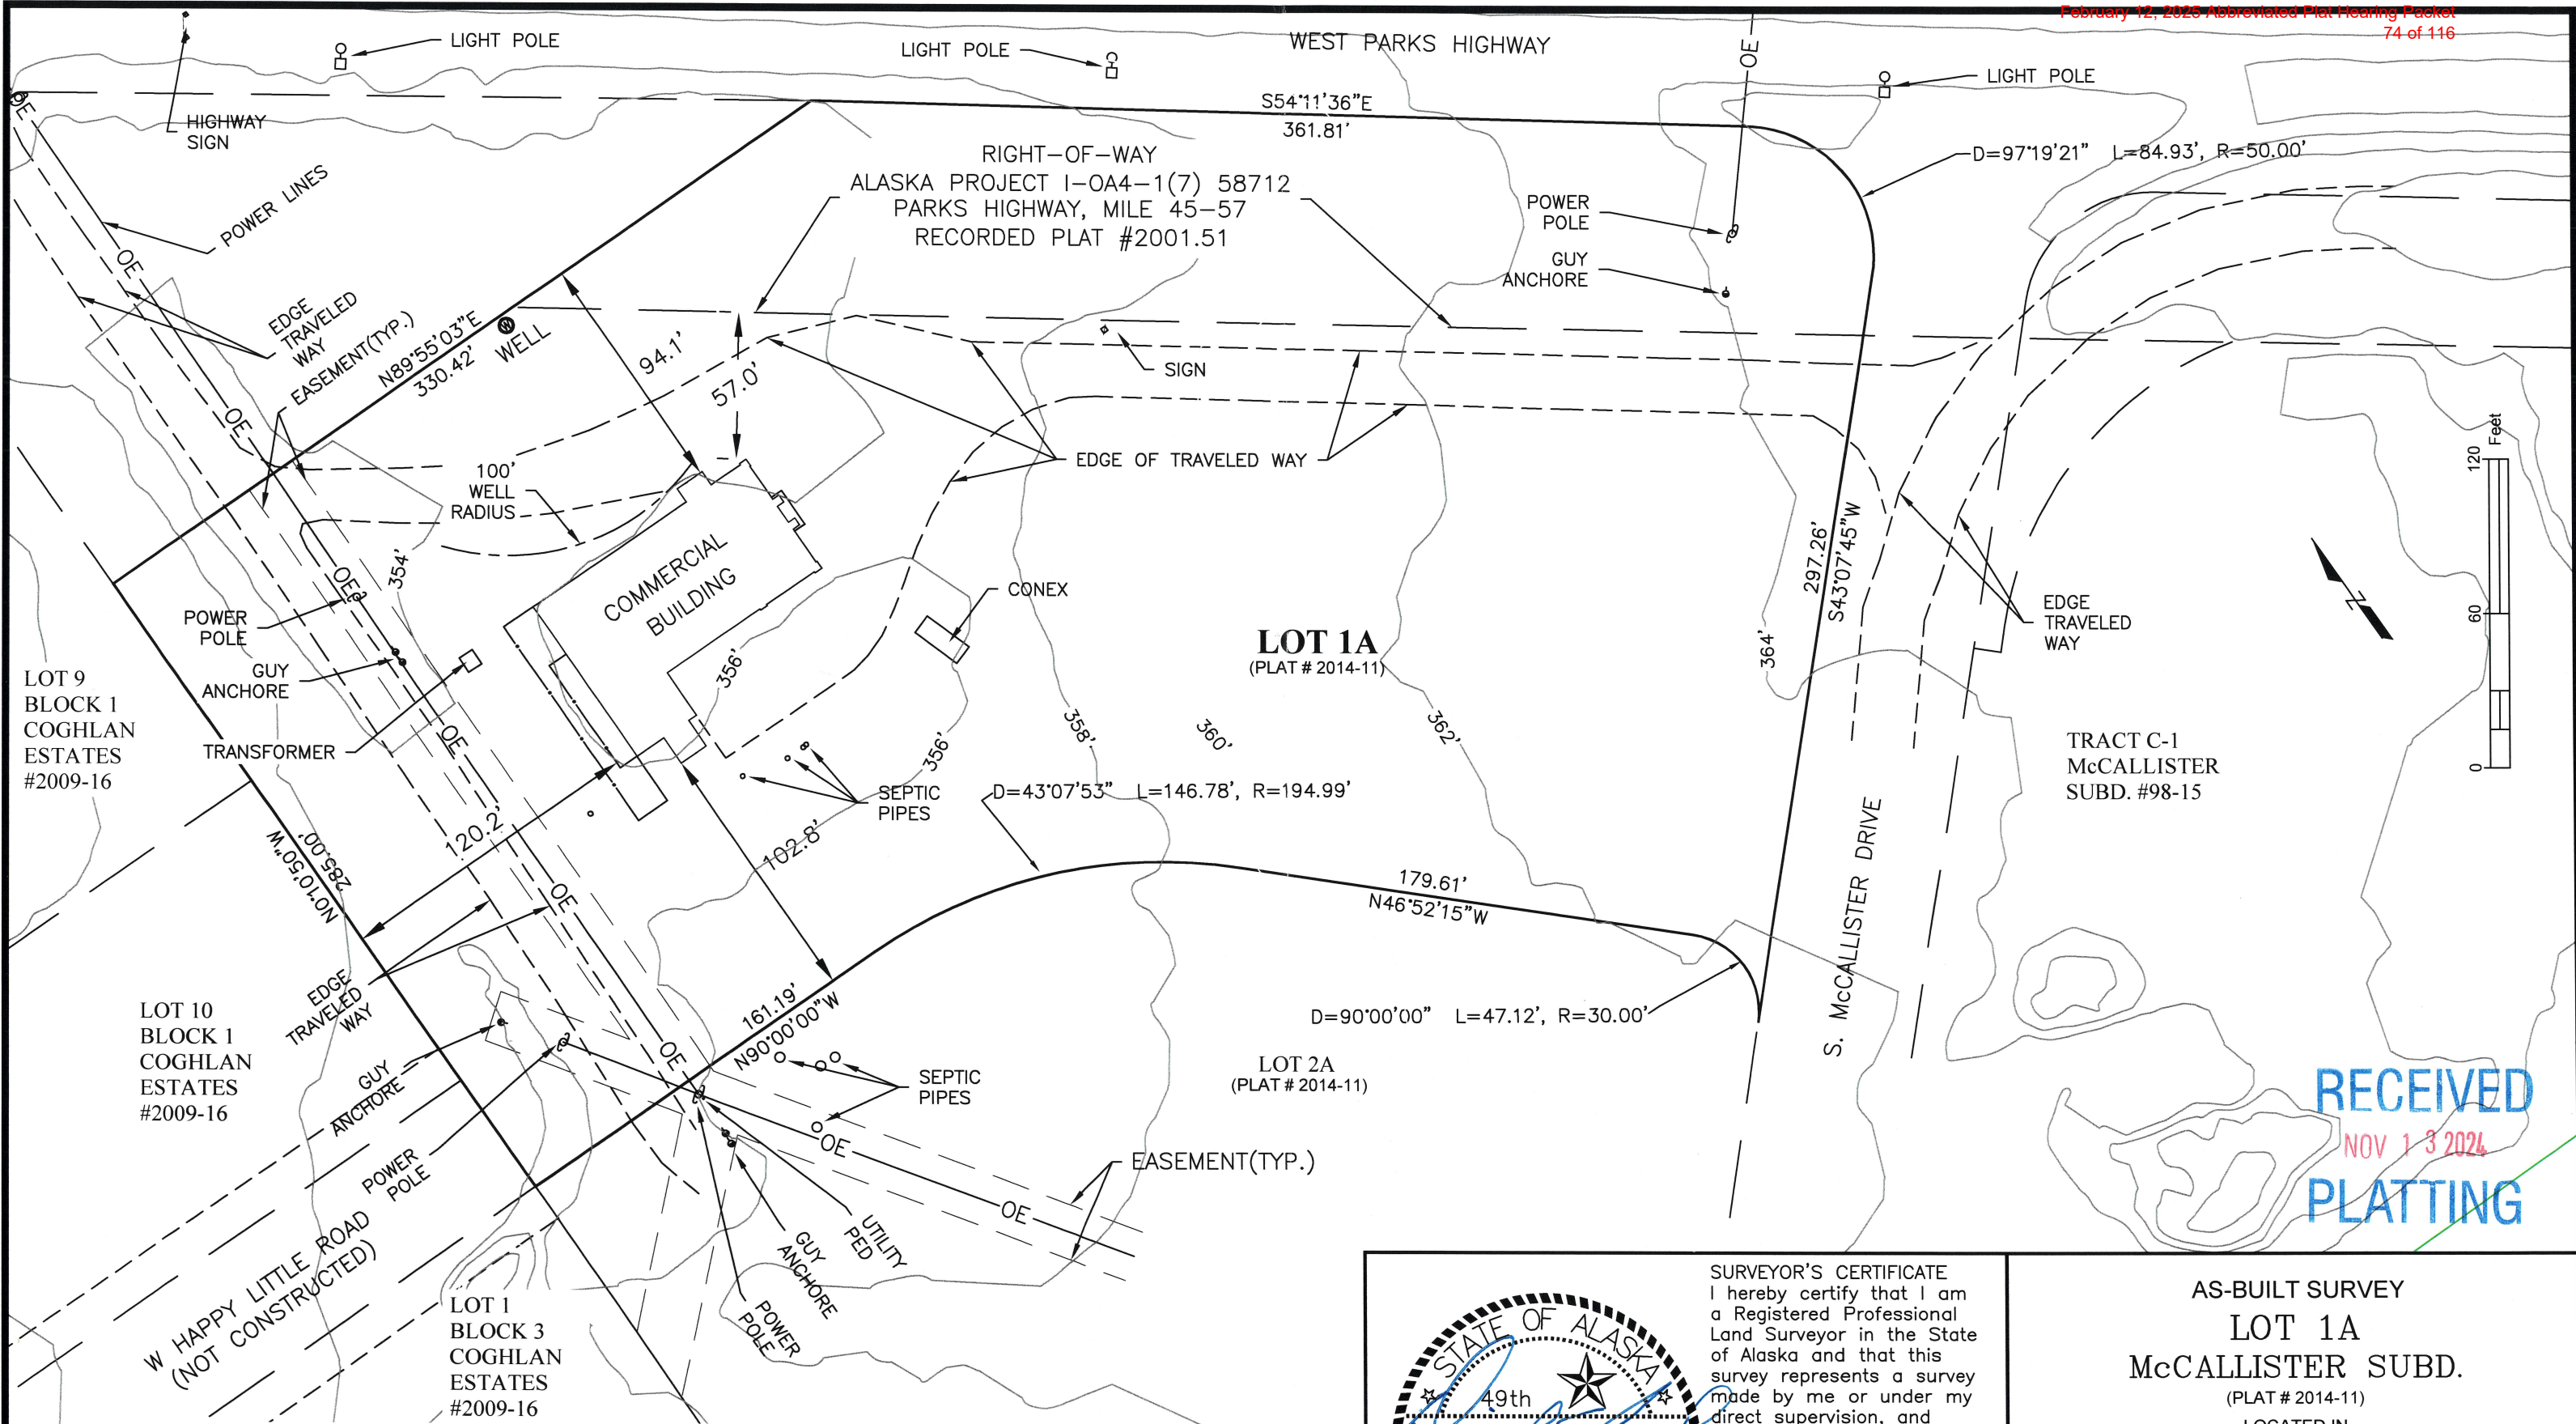 February 12, 2025 Abbreviated Plat Hearing Packet
74 of 116
LIGHT POLE
LIGHT POLE
WEST PARKS HIGHWAY
OE
LIGHT POLE
OE
HIGHWAY
SIGN
S54°11'36"E
361.81'
D=97°19'21" L=84.93', R=50.00'
RIGHT-OF-WAY
ALASKA PROJECT I-OA4-1(7) 58712
PARKS HIGHWAY, MILE 45-57
RECORDED PLAT #2001.51
POWER LINES
POWER
POLE
GUY
ANCHORE
OE
EDGE
TRAVELED
WAY
EASEMENT(TYP.)
N89°55'03"E
330.42'
W
WELL
94.1'
57.0'
SIGN
OE
EDGE OF TRAVELED WAY
100'
WELL
RADIUS
120
Feet
60
0
297.26'
S43°07'45"W
COMMERCIAL
BUILDING
OE
354'
CONEX
POWER
POLE
GUY
ANCHORE
TRANSFORMER
OE
356'
356'
358'
360'
362'
364'
LOT 1A
(PLAT # 2014-11)
EDGE
TRAVELED
WAY
N
LOT 9
BLOCK 1
COGHLAN
ESTATES
#2009-16
TRACT C-1
McCALLISTER
SUBD. #98-15
SEPTIC
PIPES
D=43°07'53" L=146.78', R=194.99'
120.2'
102.8'
285.00'
N0°10'50"W
OE
179.61'
N46°52'15"W
S. McCALLISTER DRIVE
EDGE
TRAVELED
WAY
161.19'
N90°00'00"W
D=90°00'00" L=47.12', R=30.00'
LOT 10
BLOCK 1
COGHLAN
ESTATES
#2009-16
GUY
ANCHORE
OE
SEPTIC
PIPES
LOT 2A
(PLAT # 2014-11)
POWER
POLE
OE
EASEMENT(TYP.)
OE
UTILITY
PED
GUY
ANCHORE
POWER
POLE
W HAPPY LITTLE ROAD
(NOT CONSTRUCTED)
LOT 1
BLOCK 3
COGHLAN
ESTATES
#2009-16
RECEIVED
NOV 13 2024
PLATTING
STATE OF ALASKA
49th
SURVEYOR'S CERTIFICATE
I hereby certify that I am
a Registered Professional
Land Surveyor in the State
of Alaska and that this
survey represents a survey
made by me or under my
direct supervision, and
AS-BUILT SURVEY
LOT 1A
McCALLISTER SUBD.
(PLAT # 2014-11)
LOCATED IN